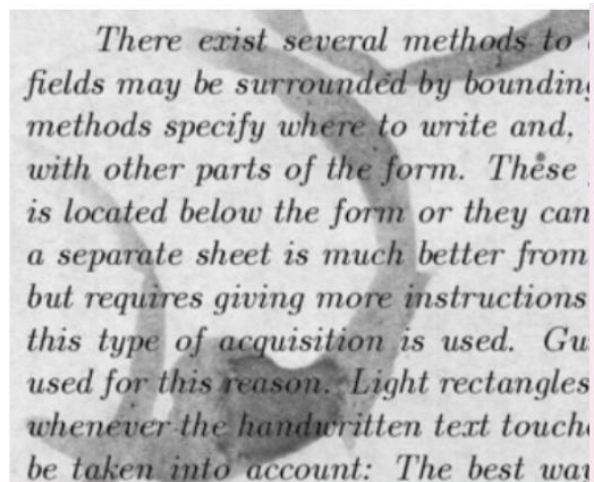 There exist several methods to
fields may be surrounded by bounding
methods specify where to write and,
with other parts of the form. These
is located below the form or they can
a separate sheet is much better from
but requires giving more instructions
this type of acquisition is used. Gu
used for this reason. Light rectangles
whenever the handwritten text touche
be taken into account: The best way